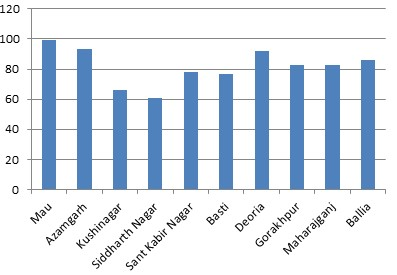 120
100
80
60
40
20
0
Mau
Azamgarh
Kushinagar
Siddharth Nagar
Sant Kabir Nagar
Basti
Deoria
Gorakhpur
Maharajganj
Ballia